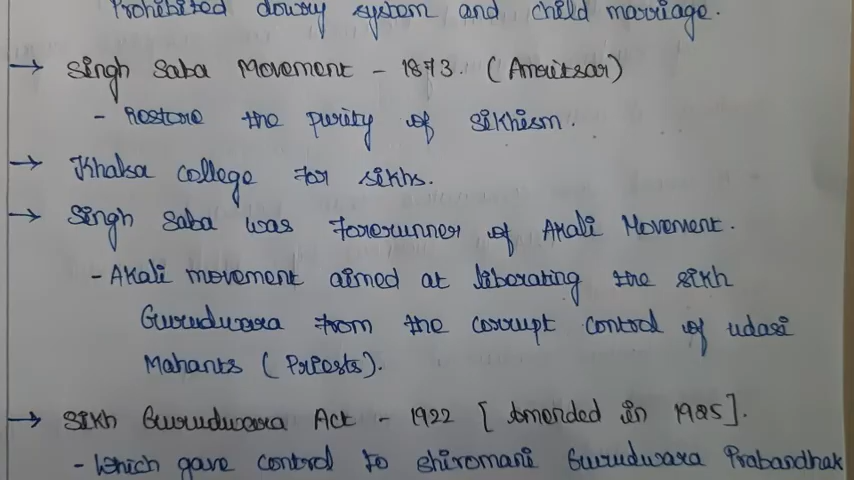 Prohibited dowry system and child marriage.
→ Singh Saba Movement - 1873. (Amritsar)
- Restore the purity of Sikhism.
→ Khalsa college for sikhs.
→ Singh Saba was forerunner of Akali Movement.
- Akali movement aimed at liberating the sikh
Gurudwara from the corrupt control of udasi
Mahants (Priests).
→ Sikh Gurudwara Act - 1922 [Amended in 1925].
- Which gave control to shiromani Gurudwara Prabandhak